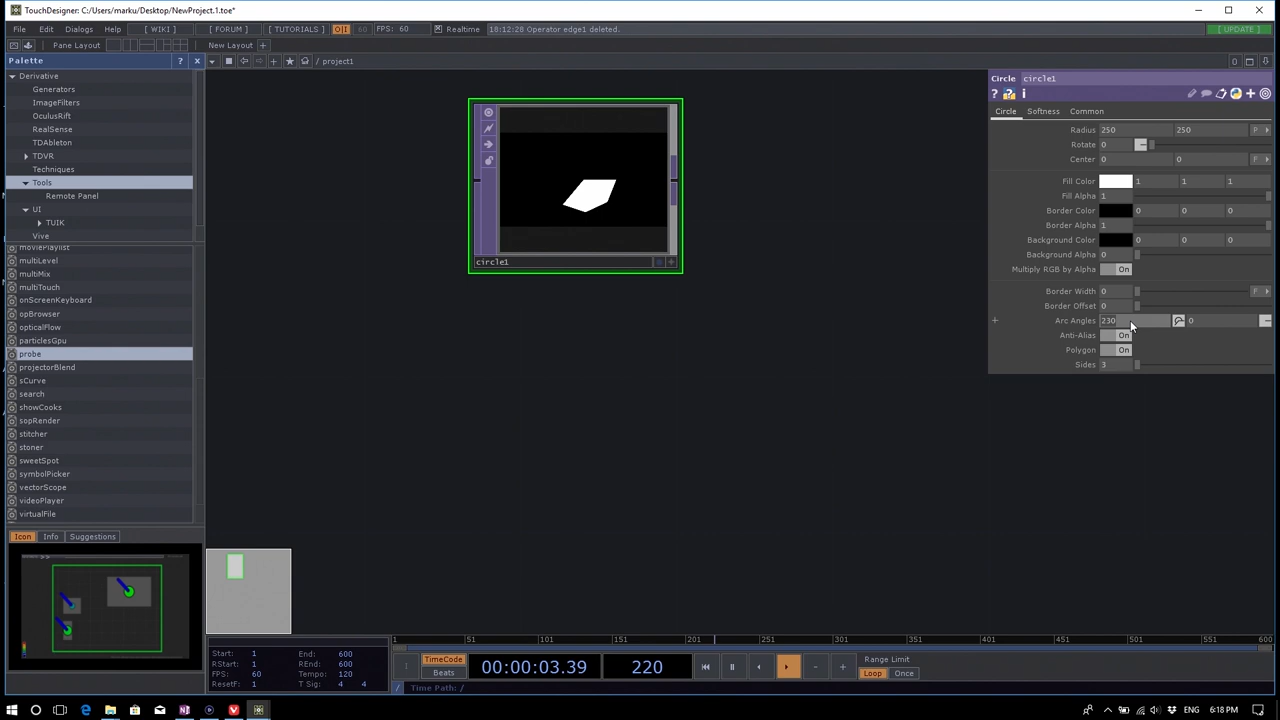 TouchDesigner: C:/Users/marku/Desktop/NewProject.1.toe*
File Edit Dialogs Help [ WIKI ] [ FORUM ] [ TUTORIALS ] O|I 60 FPS: 60 Realtime 18:12:28 Operator edge1 deleted. [ UPDATE ]
Pane Layout New Layout +
Palette ? x
/ project1
0
Derivative
Generators
ImageFilters
OculusRift
RealSense
TDAbleton
TDVR
Techniques
Tools
Remote Panel
UI
TUIK
Vive
moviePlaylist
multiLevel
multiMix
multiTouch
onScreenKeyboard
opBrowser
opticalFlow
particlesGpu
probe
projectorBlend
sCurve
search
showCooks
sopRender
stitcher
stoner
sweetSpot
symbolPicker
vectorScope
videoPlayer
virtualFile
Icon Info Suggestions
circle1
Circle circle1
Circle Softness Common
Radius 250 250 P
Rotate 0
Center 0 0 F
Fill Color 1 1 1
Fill Alpha 1
Border Color 0 0 0
Border Alpha 1
Background Color 0 0 0
Background Alpha 0
Multiply RGB by Alpha On
Border Width 0 P
Border Offset 0
Arc Angles 230 0
Anti-Alias On
Polygon On
Sides 3
1 51 101 151 201 251 301 351 401 451 501 551 600
Start: 1 End: 600
RStart: 1 REnd: 600
FPS: 60 Tempo: 120
ResetF: 1 T Sig: 4 4
TimeCode
Beats
00:00:03.39 220
Range Limit
Loop Once
/ Time Path: /
ENG 6:18 PM